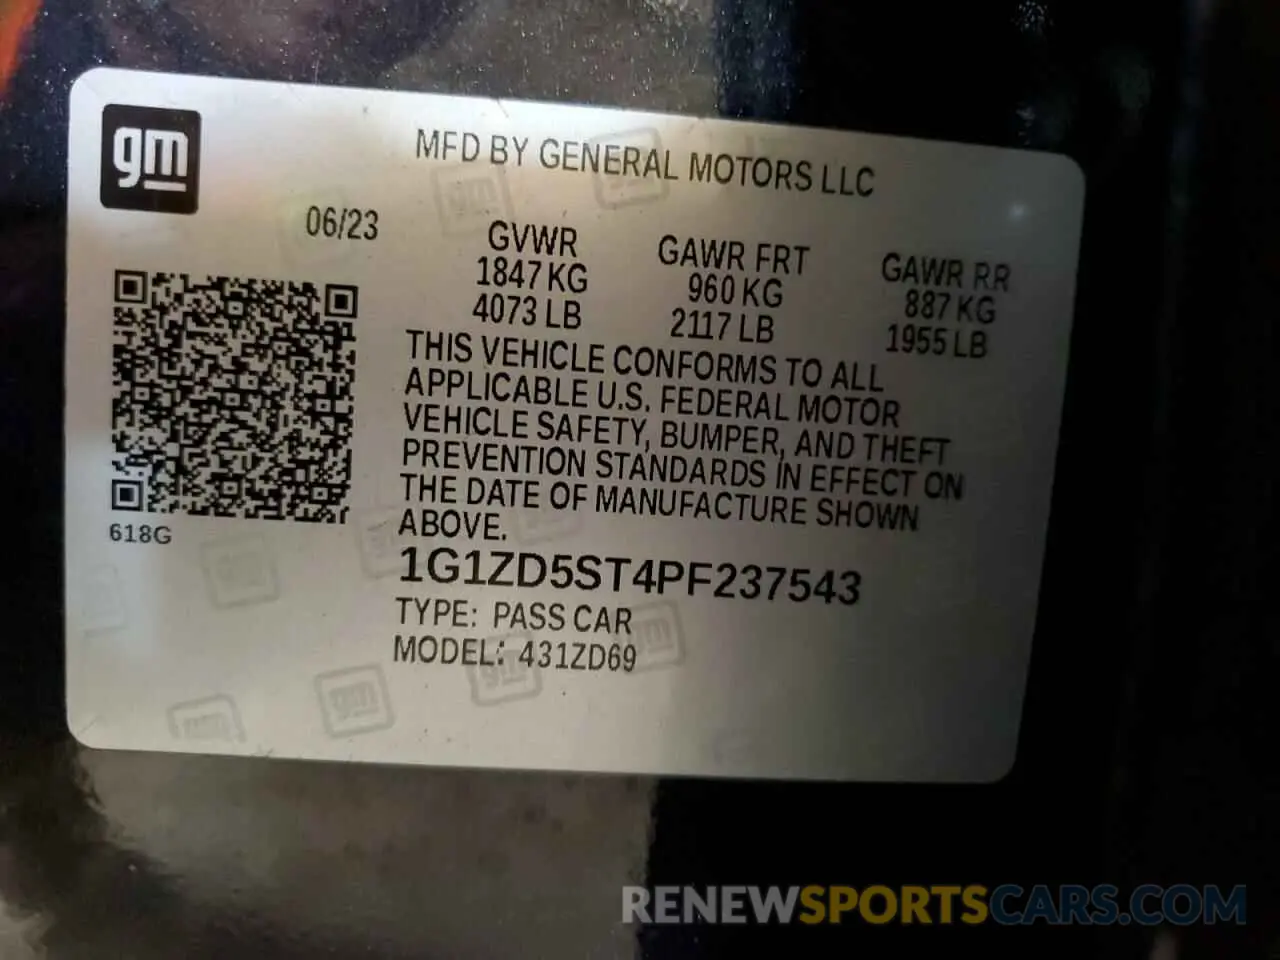 gm
MFD BY GENERAL MOTORS LLC
06/23
GVWR GAWR FRT GAWR RR
1847 KG 960 KG 887 KG
4073 LB 2117 LB 1955 LB
THIS VEHICLE CONFORMS TO ALL
APPLICABLE U.S. FEDERAL MOTOR
VEHICLE SAFETY, BUMPER, AND THEFT
PREVENTION STANDARDS IN EFFECT ON
THE DATE OF MANUFACTURE SHOWN
ABOVE.
618G
1G1ZD5ST4PF237543
TYPE: PASS CAR
MODEL: 431ZD69
RENEWSPORTSCARS.COM